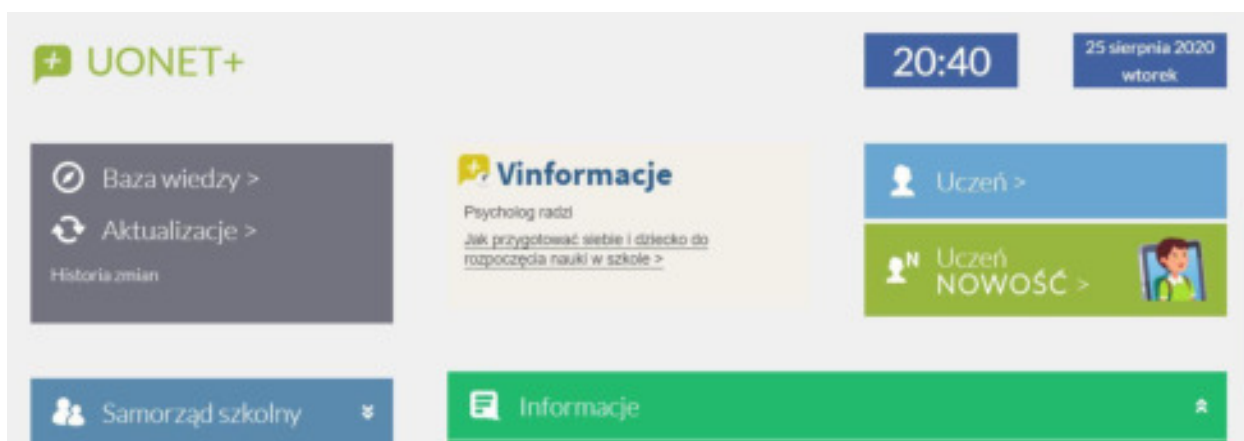 UONET+
20:40
25 sierpnia 2020
wtorek
Baza wiedzy >
Aktualizacje >
Historia zmian
Vinformacje
Psycholog radzi
Jak przygotować siebie i dziecko do
rozpoczęcia nauki w szkole >
Uczeń >
N Uczeń
NOWOŚĆ >
Samorząd szkolny
Informacje